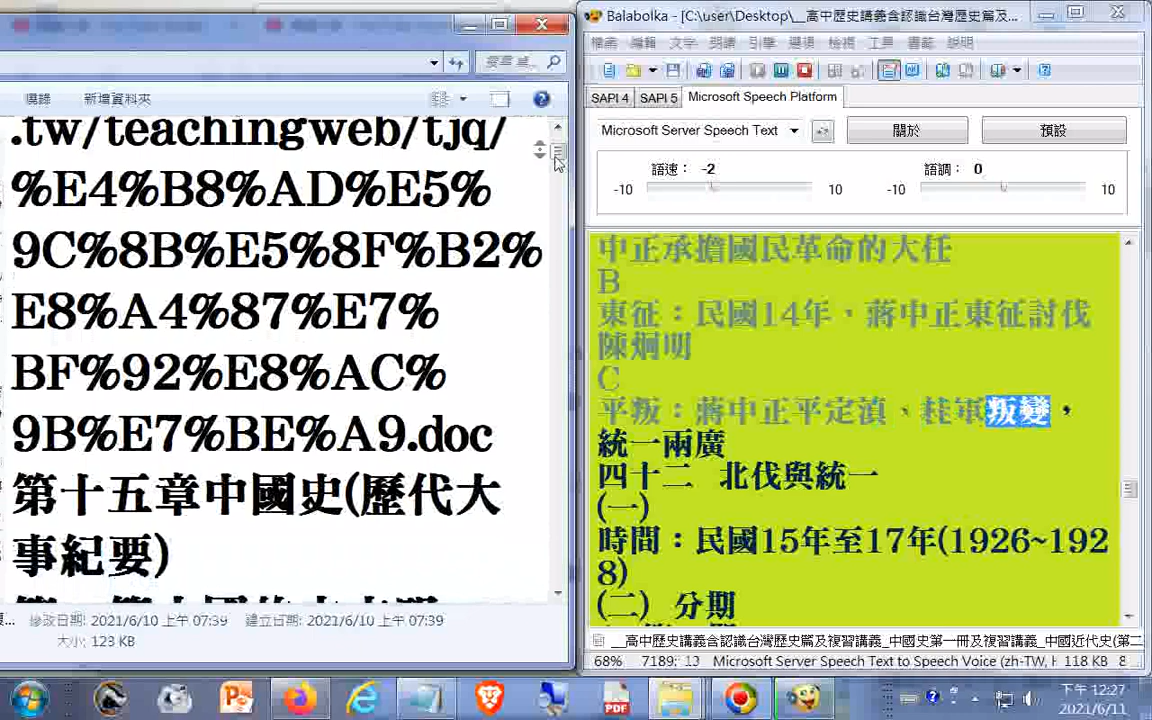 Balabolka - [C:\user\Desktop\__高中歷史講義含認識台灣歷史篇及...
檔案 編輯 文字 朗讀 引擎 選項 檢視 工具 書籤 說明
新增資料夾
SAPI 4 SAPI 5 Microsoft Speech Platform
Microsoft Server Speech Text 關於 預設
語速： -2 語調： 0
-10 10 -10 10
.tw/teachingweb/tjq/
%E4%B8%AD%E5%
9C%8B%E5%8F%B2%
E8%A4%87%E7%
BF%92%E8%AC%
9B%E7%BE%A9.doc
第十五章中國史(歷代大
事紀要)
修改日期: 2021/6/10 上午 07:39 建立日期: 2021/6/10 上午 07:39
大小: 123 KB
中正承擔國民革命的大任
B
東征：民國14年，蔣中正東征討伐
陳炯明
C
平叛：蔣中正平定滇、桂軍叛變，
統一兩廣
四十二 北伐與統一
(一)
時間：民國15年至17年(1926~192
8)
(二) 分期
__高中歷史講義含認識台灣歷史篇及複習講義_中國史第一冊及複習講義_中國近代史(第二
68% 7189: 13 Microsoft Server Speech Text to Speech Voice (zh-TW, H 118 KB 8
PDF
下午 12:27
2021/6/11